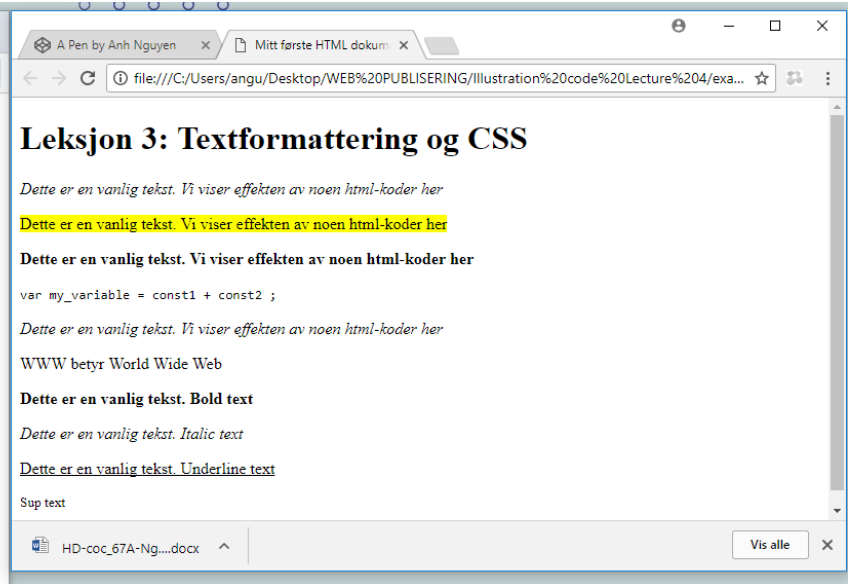 A Pen by Anh Nguyen
Mitt første HTML dokum
file:///C:/Users/angu/Desktop/WEB%20PUBLISERING/Illustration%20code%20Lecture%204/exa...
Leksjon 3: Textformattering og CSS
Dette er en vanlig tekst. Vi viser effekten av noen html-koder her
Dette er en vanlig tekst. Vi viser effekten av noen html-koder her
Dette er en vanlig tekst. Vi viser effekten av noen html-koder her
var my_variable = const1 + const2 ;
Dette er en vanlig tekst. Vi viser effekten av noen html-koder her
WWW betyr World Wide Web
Dette er en vanlig tekst. Bold text
Dette er en vanlig tekst. Italic text
Dette er en vanlig tekst. Underline text
Sup text
HD-coc_67A-Ng....docx
Vis alle